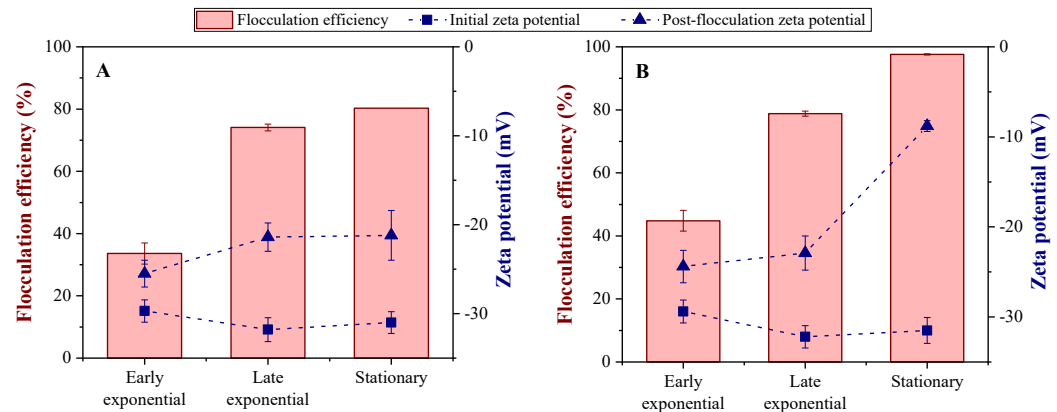 Flocculation efficiency Initial zeta potential Post-flocculation zeta potential
A
Flocculation efficiency (%)
100
80
60
40
20
0
0
-10
-20
-30
Zeta potential (mV)
Early exponential
Late exponential
Stationary
B
Flocculation efficiency (%)
100
80
60
40
20
0
0
-10
-20
-30
Zeta potential (mV)
Early exponential
Late exponential
Stationary